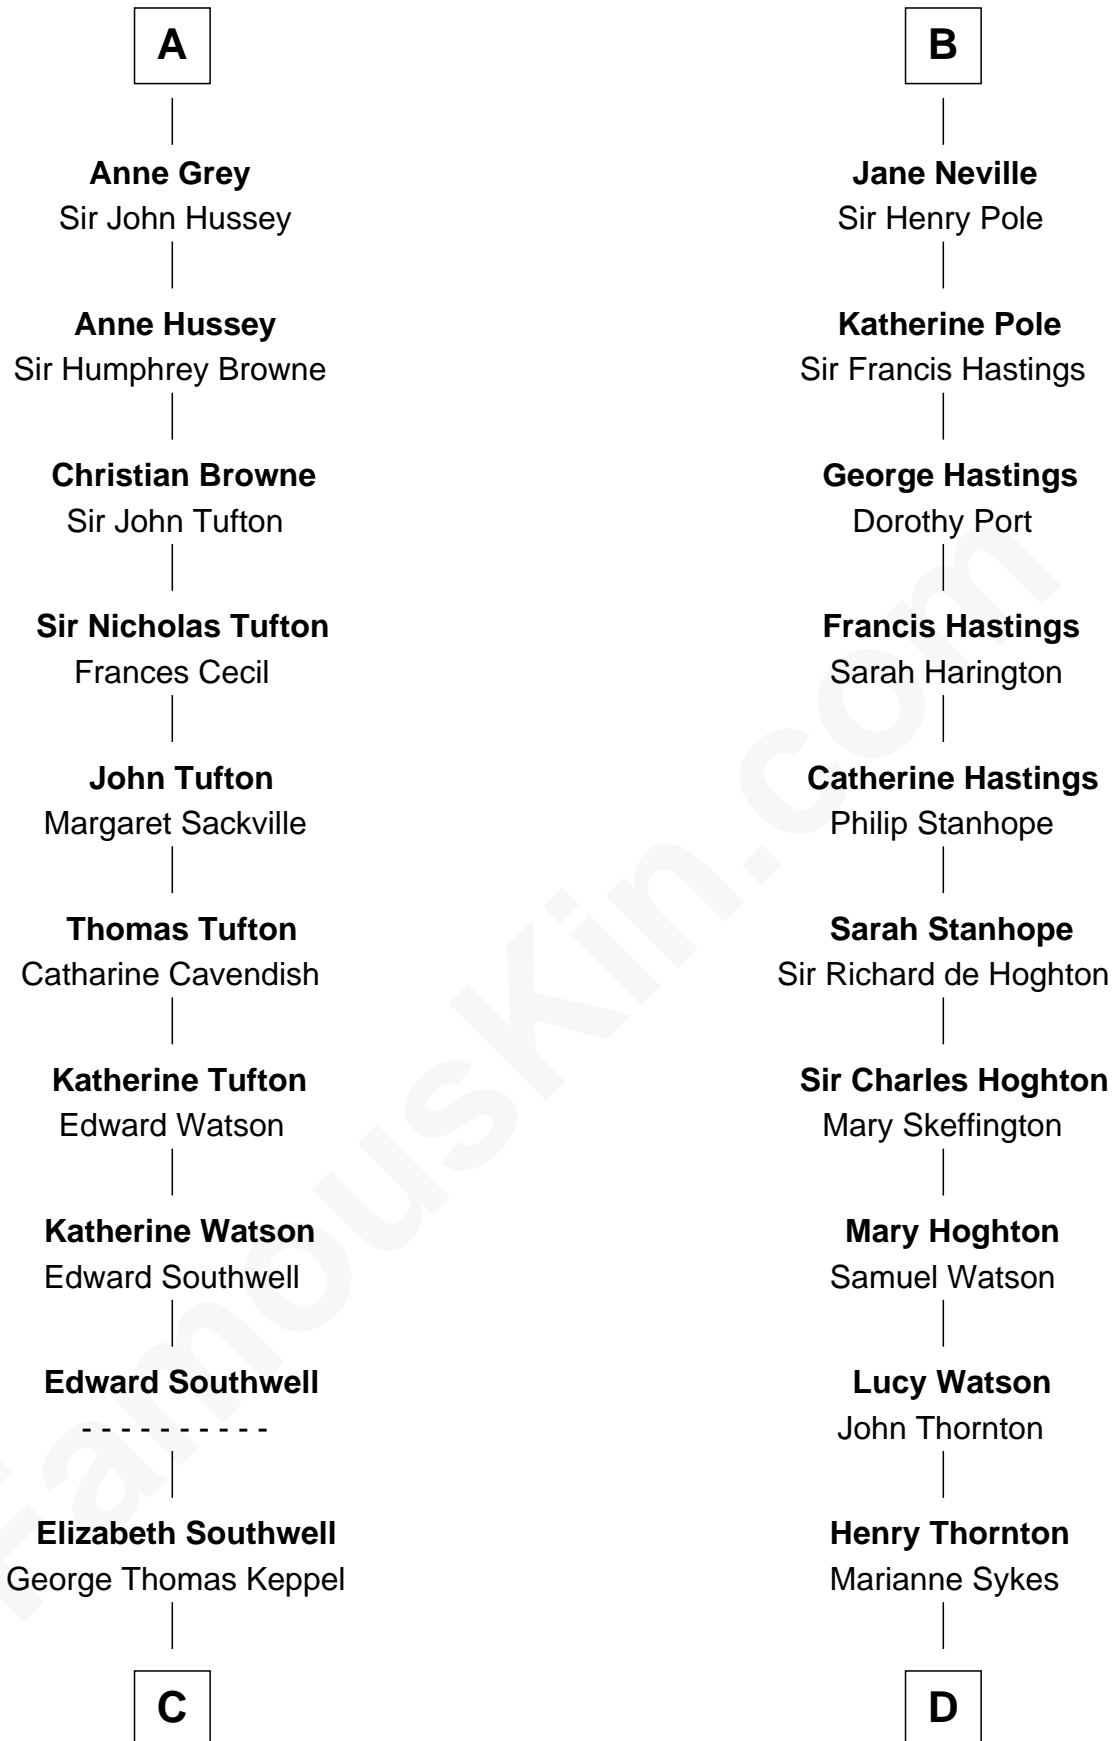 A
Anne Grey
Sir John Hussey
Anne Hussey
Sir Humphrey Browne
Christian Browne
Sir John Tufton
Sir Nicholas Tufton
Frances Cecil
John Tufton
Margaret Sackville
Thomas Tufton
Catharine Cavendish
Katherine Tufton
Edward Watson
Katherine Watson
Edward Southwell
Edward Southwell
- - - - - - - - - -
Elizabeth Southwell
George Thomas Keppel
C
B
Jane Neville
Sir Henry Pole
Katherine Pole
Sir Francis Hastings
George Hastings
Dorothy Port
Francis Hastings
Sarah Harington
Catherine Hastings
Philip Stanhope
Sarah Stanhope
Sir Richard de Hoghton
Sir Charles Hoghton
Mary Skeffington
Mary Hoghton
Samuel Watson
Lucy Watson
John Thornton
Henry Thornton
Marianne Sykes
D
FamousKin.com